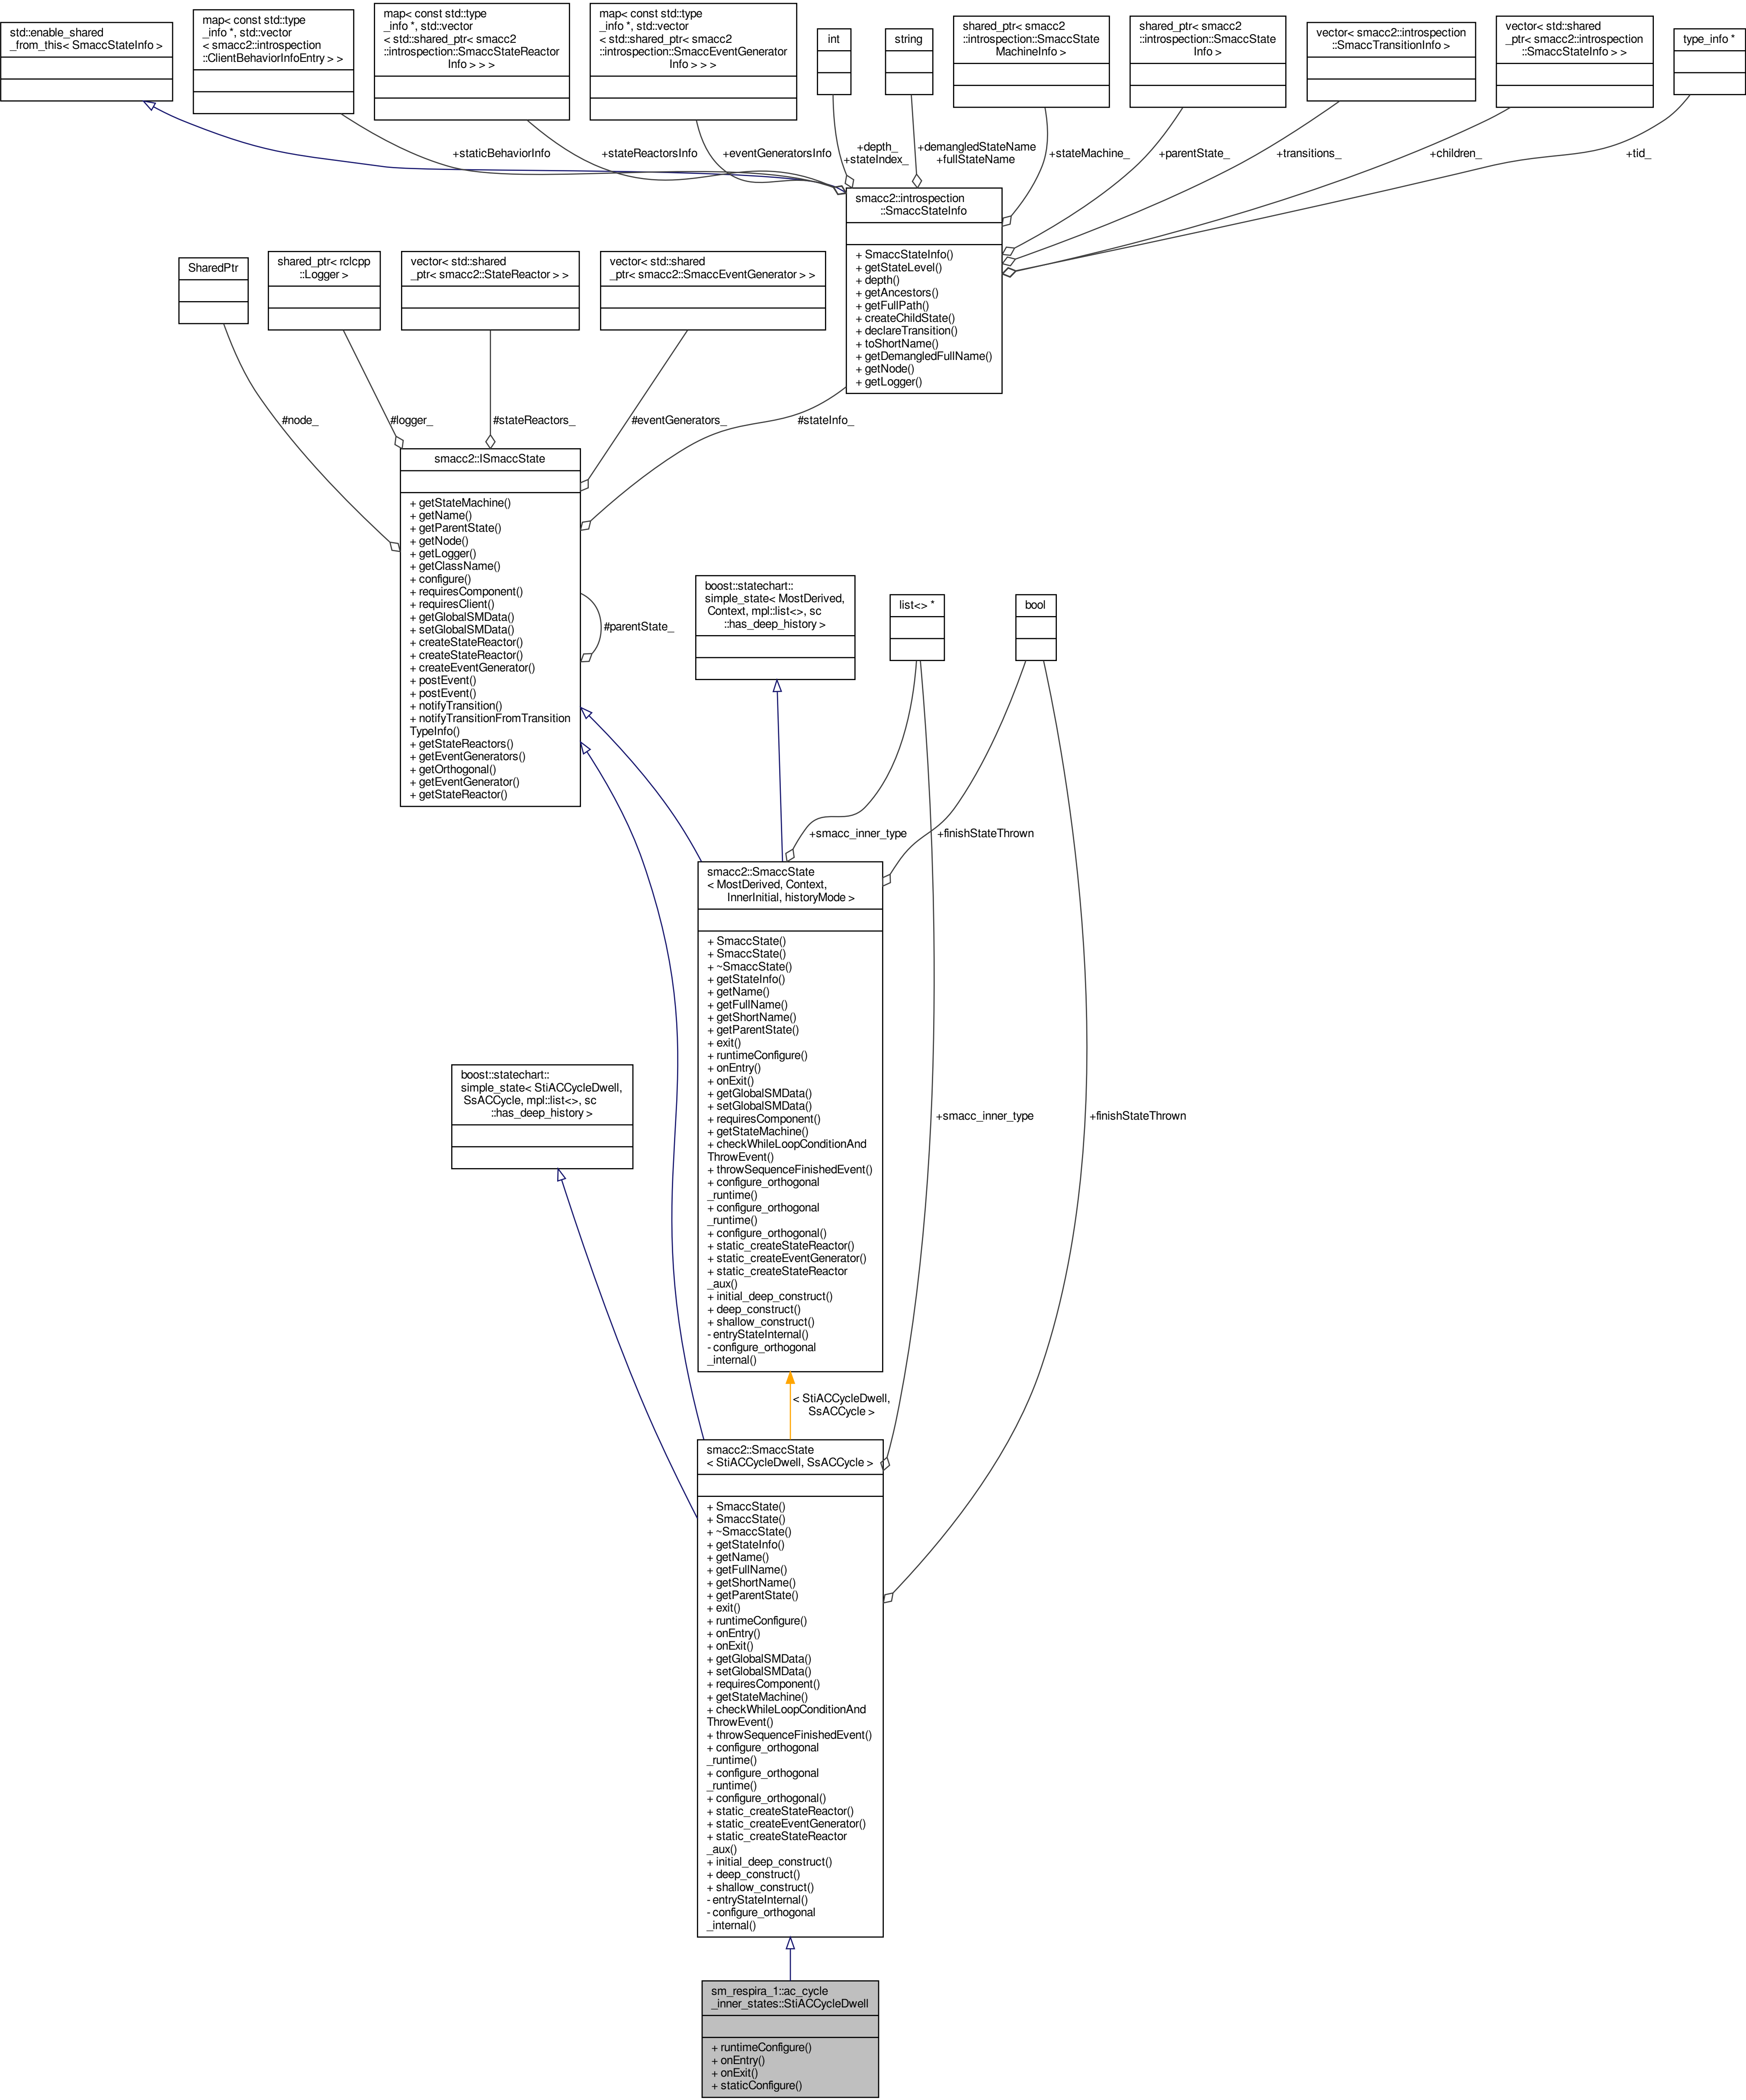 std::enable_shared
_from_this< SmaccStateInfo >
map< const std::type
_info *, std::vector
< smacc2::introspection
::ClientBehaviorInfoEntry > >
map< const std::type
_info *, std::vector
< std::shared_ptr< smacc2
::introspection::SmaccStateReactor
Info > > >
map< const std::type
_info *, std::vector
< std::shared_ptr< smacc2
::introspection::SmaccEventGenerator
Info > > >
int
string
shared_ptr< smacc2
::introspection::SmaccState
MachineInfo >
shared_ptr< smacc2
::introspection::SmaccState
Info >
vector< smacc2::introspection
::SmaccTransitionInfo >
vector< std::shared
_ptr< smacc2::introspection
::SmaccStateInfo > >
type_info *
+staticBehaviorInfo
+stateReactorsInfo
+eventGeneratorsInfo
+depth_
+stateIndex_
+demangledStateName
+fullStateName
+stateMachine_
+parentState_
+transitions_
+children_
+tid_
smacc2::introspection
::SmaccStateInfo
+ SmaccStateInfo()
+ getStateLevel()
+ depth()
+ getAncestors()
+ getFullPath()
+ createChildState()
+ declareTransition()
+ toShortName()
+ getDemangledFullName()
+ getNode()
+ getLogger()
SharedPtr
shared_ptr< rclcpp
::Logger >
vector< std::shared
_ptr< smacc2::StateReactor > >
vector< std::shared
_ptr< smacc2::SmaccEventGenerator > >
#node_
#logger_
#stateReactors_
#eventGenerators_
#stateInfo_
smacc2::ISmaccState
+ getStateMachine()
+ getName()
+ getParentState()
+ getNode()
+ getLogger()
+ getClassName()
+ configure()
+ requiresComponent()
+ requiresClient()
+ getGlobalSMData()
+ setGlobalSMData()
+ createStateReactor()
+ createStateReactor()
+ createEventGenerator()
+ postEvent()
+ postEvent()
+ notifyTransition()
+ notifyTransitionFromTransition
TypeInfo()
+ getStateReactors()
+ getEventGenerators()
+ getOrthogonal()
+ getEventGenerator()
+ getStateReactor()
#parentState_
boost::statechart::
simple_state< MostDerived,
Context, mpl::list<>, sc
::has_deep_history >
list<> *
bool
+smacc_inner_type
+finishStateThrown
smacc2::SmaccState
< MostDerived, Context,
InnerInitial, historyMode >
+ SmaccState()
+ SmaccState()
+ ~SmaccState()
+ getStateInfo()
+ getName()
+ getFullName()
+ getShortName()
+ getParentState()
+ exit()
+ runtimeConfigure()
+ onEntry()
+ onExit()
+ getGlobalSMData()
+ setGlobalSMData()
+ requiresComponent()
+ getStateMachine()
+ checkWhileLoopConditionAnd
ThrowEvent()
+ throwSequenceFinishedEvent()
+ configure_orthogonal
_runtime()
+ configure_orthogonal
_runtime()
+ configure_orthogonal()
+ static_createStateReactor()
+ static_createEventGenerator()
+ static_createStateReactor
_aux()
+ initial_deep_construct()
+ deep_construct()
+ shallow_construct()
- entryStateInternal()
- configure_orthogonal
_internal()
boost::statechart::
simple_state< StiACCycleDwell,
SsACCycle, mpl::list<>, sc
::has_deep_history >
+smacc_inner_type
+finishStateThrown
< StiACCycleDwell,
SsACCycle >
smacc2::SmaccState
< StiACCycleDwell, SsACCycle >
+ SmaccState()
+ SmaccState()
+ ~SmaccState()
+ getStateInfo()
+ getName()
+ getFullName()
+ getShortName()
+ getParentState()
+ exit()
+ runtimeConfigure()
+ onEntry()
+ onExit()
+ getGlobalSMData()
+ setGlobalSMData()
+ requiresComponent()
+ getStateMachine()
+ checkWhileLoopConditionAnd
ThrowEvent()
+ throwSequenceFinishedEvent()
+ configure_orthogonal
_runtime()
+ configure_orthogonal
_runtime()
+ configure_orthogonal()
+ static_createStateReactor()
+ static_createEventGenerator()
+ static_createStateReactor
_aux()
+ initial_deep_construct()
+ deep_construct()
+ shallow_construct()
- entryStateInternal()
- configure_orthogonal
_internal()
sm_respira_1::ac_cycle
_inner_states::StiACCycleDwell
+ runtimeConfigure()
+ onEntry()
+ onExit()
+ staticConfigure()